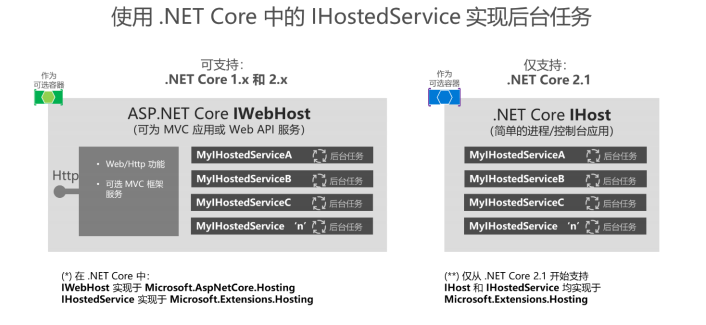 使用 .NET Core 中的 IHostedService 实现后台任务
作为
可选容器
可支持：
.NET Core 1.x 和 2.x
ASP.NET Core IWebHost
(可为 MVC 应用或 Web API 服务)
Http
• Web/Http 功能
• 可选 MVC 框架
服务
MyIHostedServiceA 后台任务
MyIHostedServiceB 后台任务
MyIHostedServiceC 后台任务
MyIHostedService 'n' 后台任务
(*) 在 .NET Core 中:
IWebHost 实现于 Microsoft.AspNetCore.Hosting
IHostedService 实现于 Microsoft.Extensions.Hosting
作为
可选容器
仅支持：
.NET Core 2.1
.NET Core IHost
(简单的进程/控制台应用)
MyIHostedServiceA 后台任务
MyIHostedServiceB 后台任务
MyIHostedServiceC 后台任务
MyIHostedService 'n' 后台任务
(**) 仅从 .NET Core 2.1 开始支持
IHost 和 IHostedService 均实现于
Microsoft.Extensions.Hosting